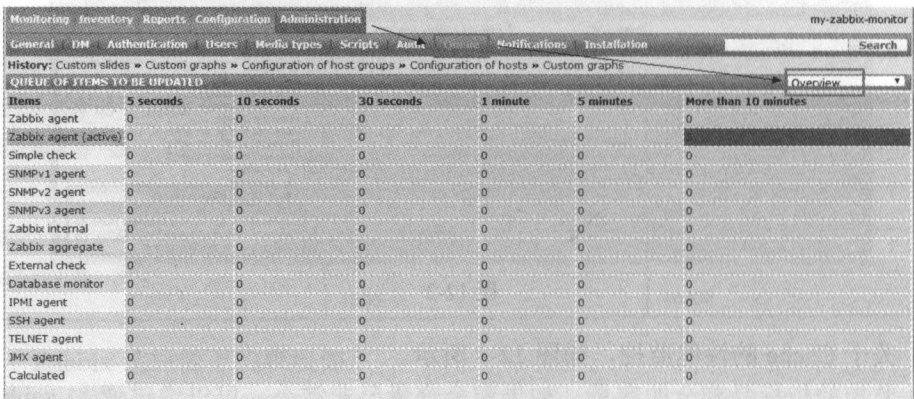 Monitoring Inventory Reports Configuration Administration my-zabbix-monitor
General DM Authentication Users Media types Scripts Audit Queue Notifications Installation Search
History: Custom slides » Custom graphs » Configuration of host groups » Configuration of hosts » Custom graphs
QUEUE OF ITEMS TO BE UPDATED Overview
Items 5 seconds 10 seconds 30 seconds 1 minute 5 minutes More than 10 minutes
Zabbix agent 0 0 0 0 0 0
Zabbix agent (active) 0 0 0 0 0
Simple check 0 0 0 0 0 0
SNMPv1 agent 0 0 0 0 0 0
SNMPv2 agent 0 0 0 0 0 0
SNMPv3 agent 0 0 0 0 0 0
Zabbix internal 0 0 0 0 0 0
Zabbix aggregate 0 0 0 0 0 0
External check 0 0 0 0 0 0
Database monitor 0 0 0 0 0 0
IPMI agent 0 0 0 0 0 0
SSH agent 0 0 0 0 0 0
TELNET agent 0 0 0 0 0 0
JMX agent 0 0 0 0 0 0
Calculated 0 0 0 0 0 0